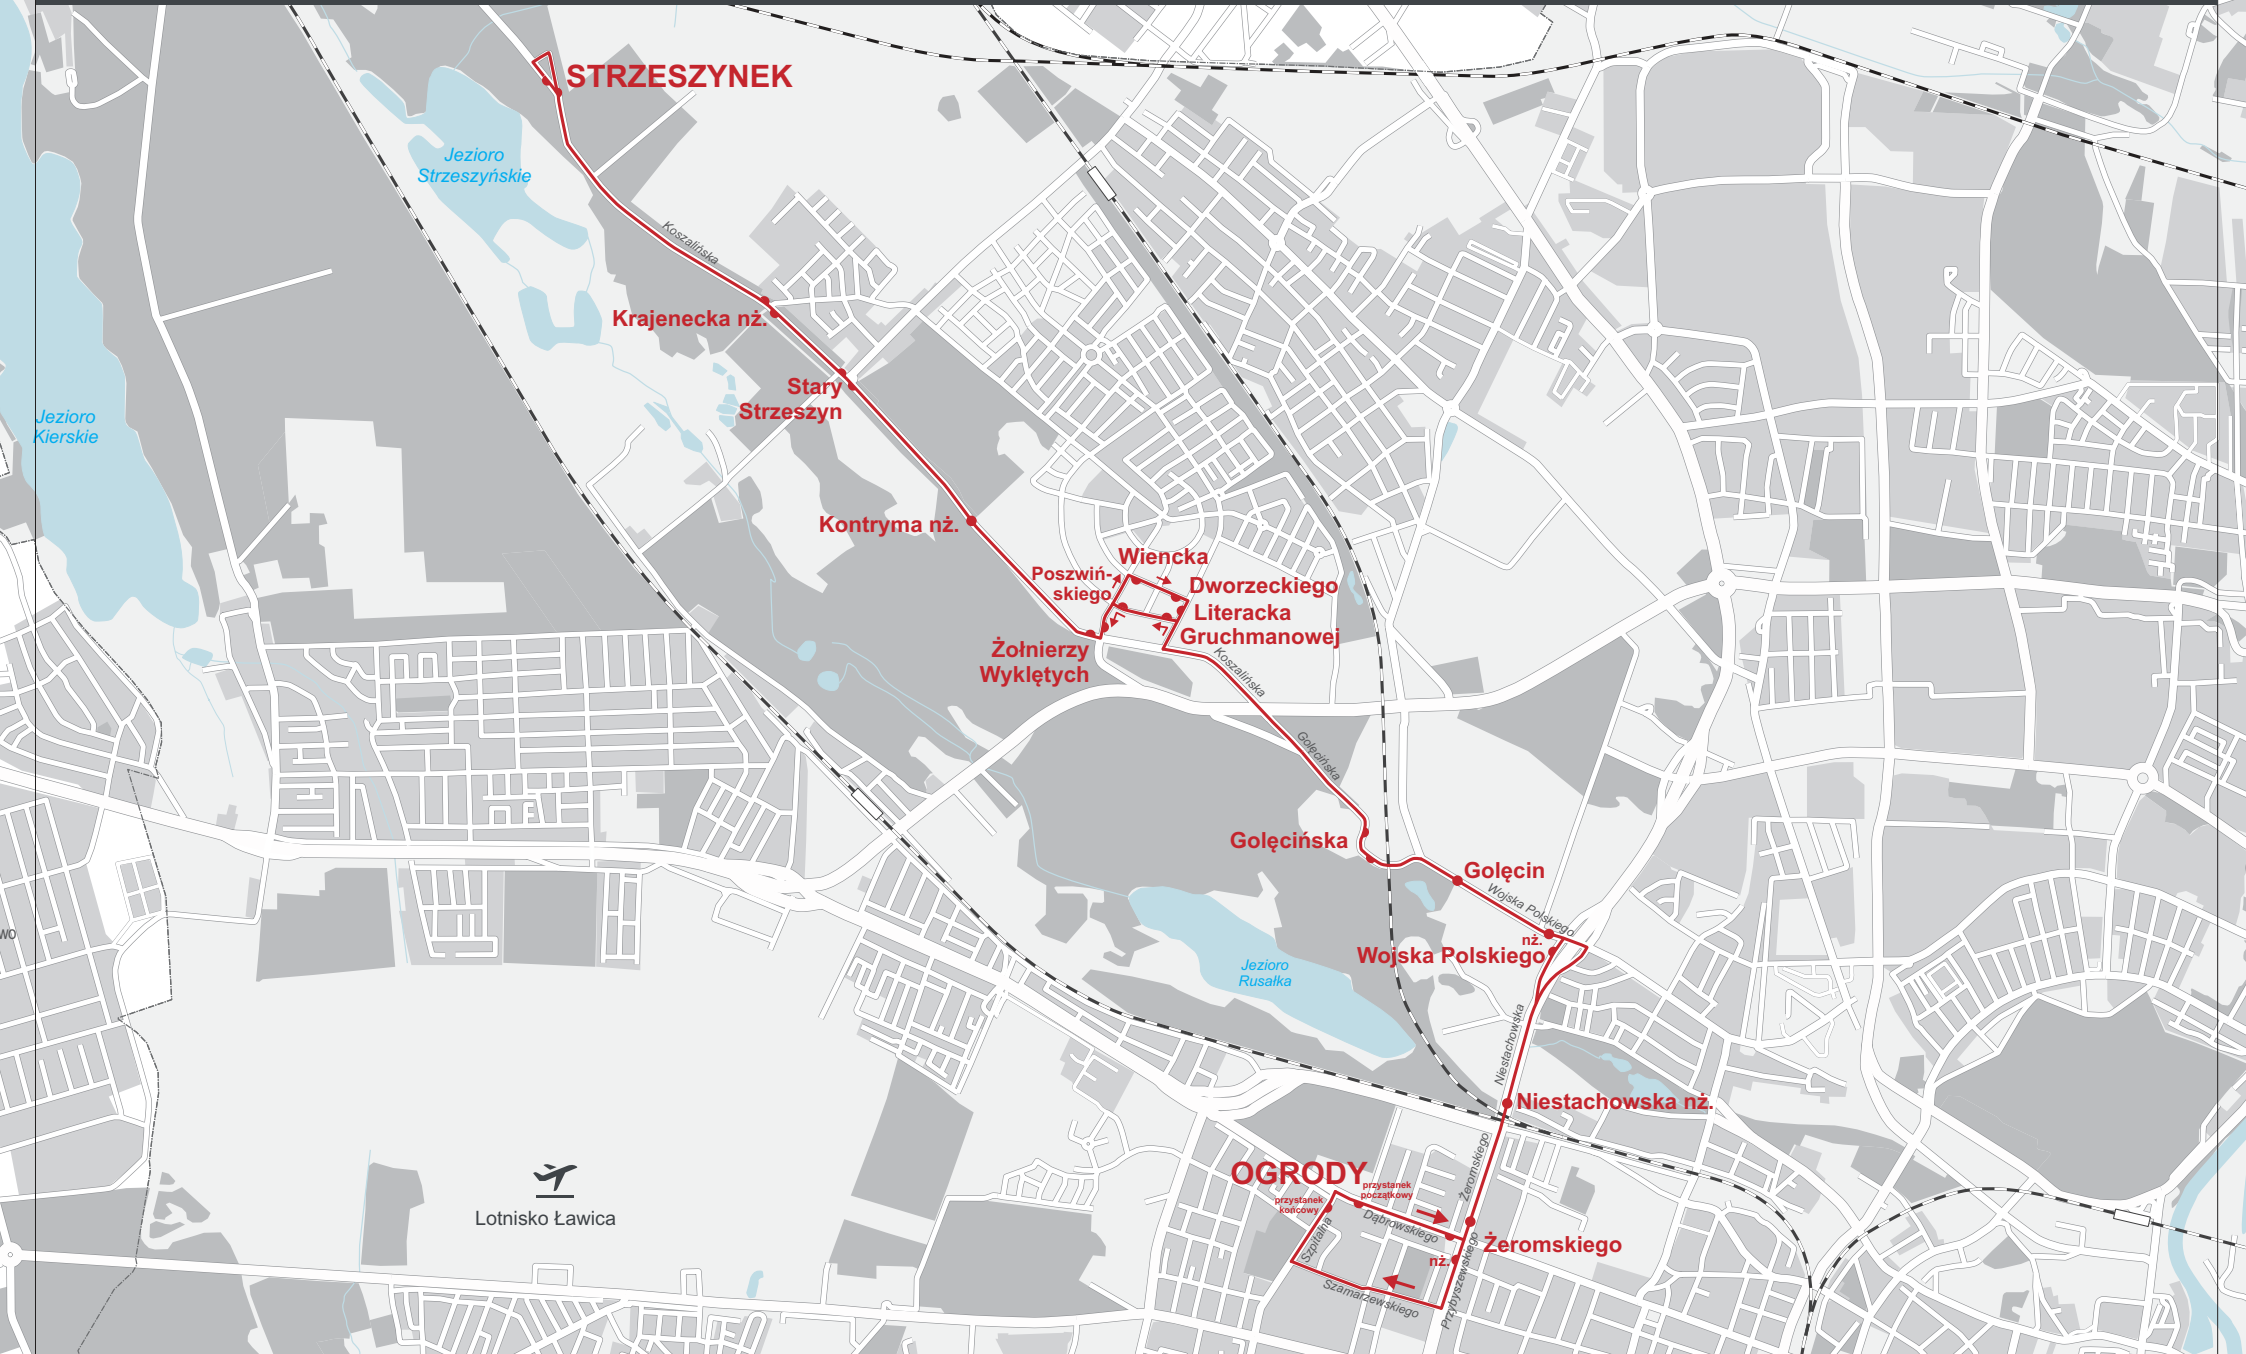 STRZESZYNEK
Jezioro
Strzeszyńskie
Koszalińska
Krajenecka nż.
Stary
Strzeszyn
Jezioro
Kierskie
Kontryma nż.
Wiencka
Poszwiń-
skiego
Dworzeckiego
Literacka
Gruchmanowej
Żołnierzy
Wyklętych
Koszalińska
Golęcińska
Golęcińska
Golęcin
Wojska Polskiego
nż.
Wojska Polskiego
Jezioro
Rusałka
Niestachowska
Niestachowska nż.
Żeromskiego
OGRODY
przystanek
końcowy
przystanek
początkowy
Dąbrowskiego
Szpitalna
Żeromskiego
nż.
Szamarzewskiego
Przybyszewskiego
Lotnisko Ławica
wo